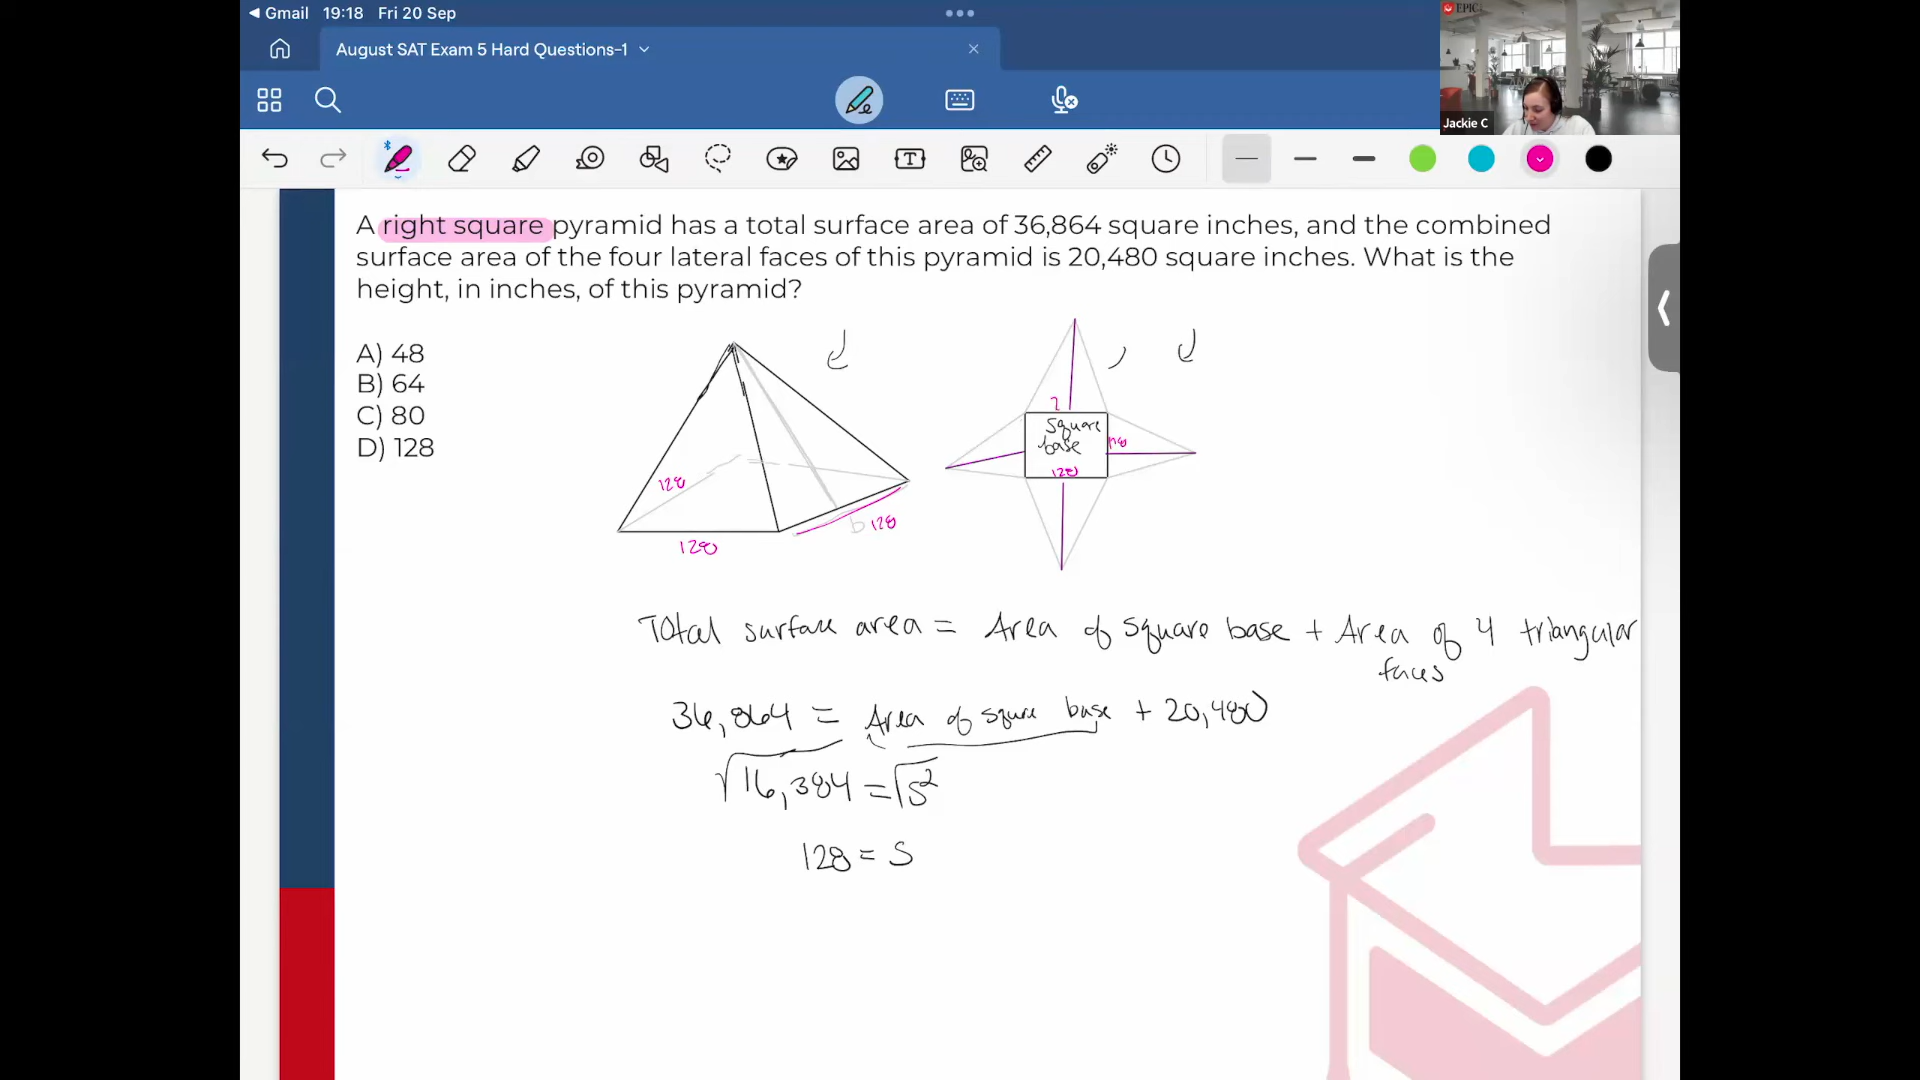 Gmail 19:18 Fri 20 Sep
EPIC
August SAT Exam 5 Hard Questions-1
Jackie C
A right square pyramid has a total surface area of 36,864 square inches, and the combined
surface area of the four lateral faces of this pyramid is 20,480 square inches. What is the
height, in inches, of this pyramid?
A) 48
B) 64
C) 80
D) 128
128
128
b 128
?
square
base
128
128
Total surface area = Area of square base + Area of 4 triangular
faces
36,864 = Area of square base + 20,480
√16,384 = √s²
128 = s